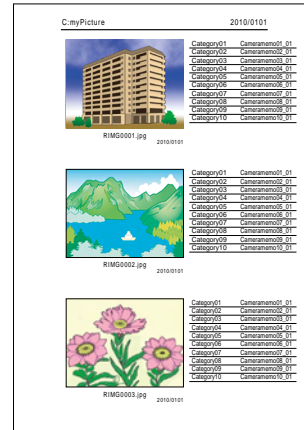 C:myPicture 2010/0101
Category01 Cameramemo01_01
Category02 Cameramemo02_01
Category03 Cameramemo03_01
Category04 Cameramemo04_01
Category05 Cameramemo05_01
Category06 Cameramemo06_01
Category07 Cameramemo07_01
Category08 Cameramemo08_01
Category09 Cameramemo09_01
Category10 Cameramemo10_01
RIMG0001.jpg
2010/0101
Category01 Cameramemo01_01
Category02 Cameramemo02_01
Category03 Cameramemo03_01
Category04 Cameramemo04_01
Category05 Cameramemo05_01
Category06 Cameramemo06_01
Category07 Cameramemo07_01
Category08 Cameramemo08_01
Category09 Cameramemo09_01
Category10 Cameramemo10_01
RIMG0002.jpg
2010/0101
Category01 Cameramemo01_01
Category02 Cameramemo02_01
Category03 Cameramemo03_01
Category04 Cameramemo04_01
Category05 Cameramemo05_01
Category06 Cameramemo06_01
Category07 Cameramemo07_01
Category08 Cameramemo08_01
Category09 Cameramemo09_01
Category10 Cameramemo10_01
RIMG0003.jpg
2010/0101